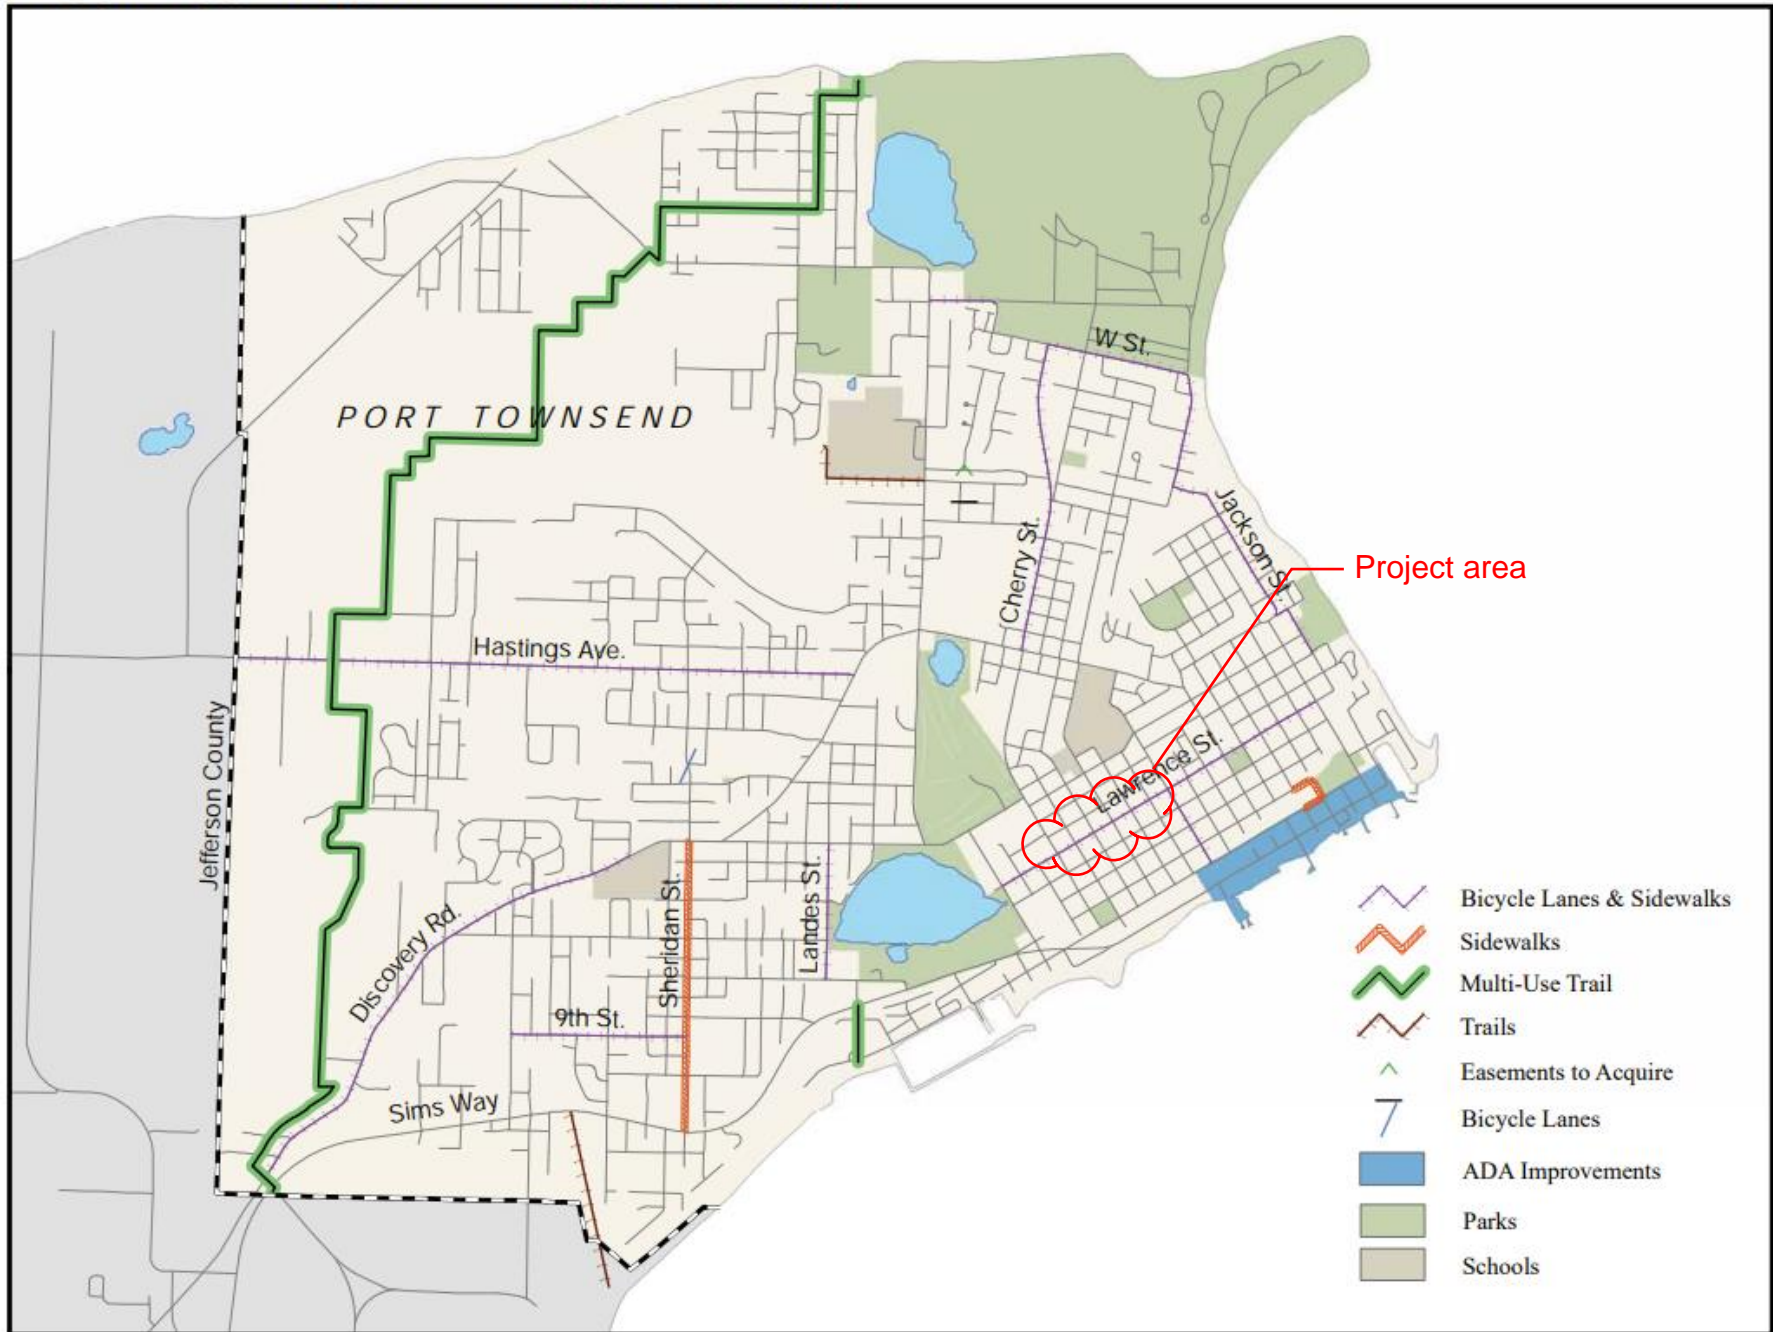 W St.
PORT TOWNSEND
Jackson St.
Cherry St.
Project area
Hastings Ave.
Jefferson County
Lawrence St.
Landes St.
Sheridan St.
Discovery Rd.
9th St.
Sims Way
Bicycle Lanes & Sidewalks
Sidewalks
Multi-Use Trail
Trails
Easements to Acquire
Bicycle Lanes
ADA Improvements
Parks
Schools